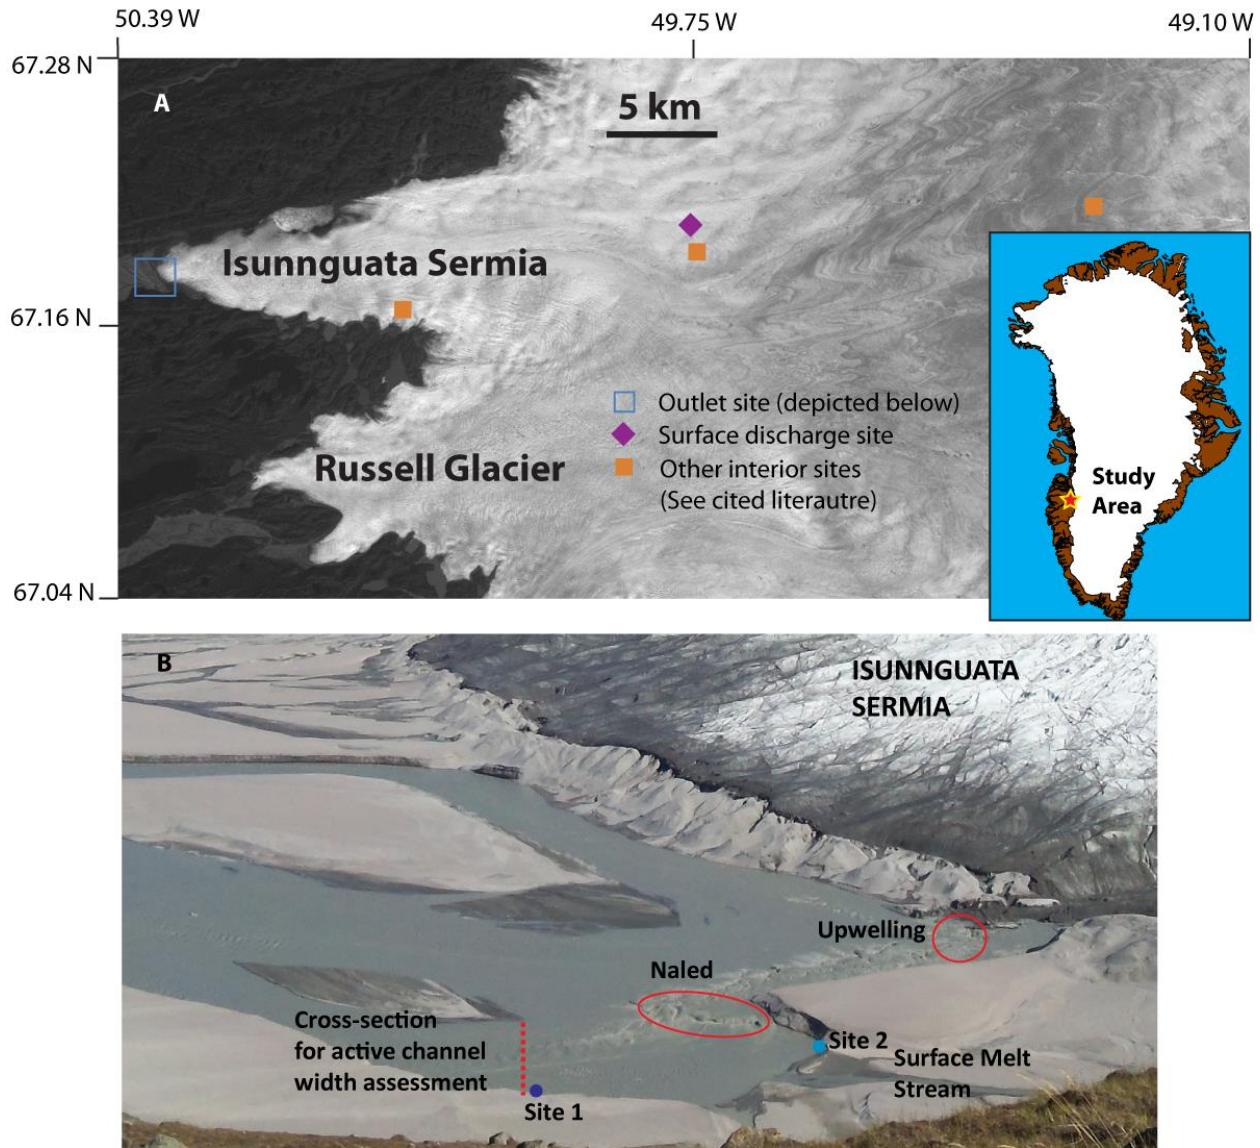 50.39 W
49.75 W
49.10 W
67.28 N
A
5 km
Isunnguata Sermia
67.16 N
Outlet site (depicted below)
Surface discharge site
Other interior sites
(See cited literautre)
Russell Glacier
Study
Area
67.04 N
B
ISUNNGUATA
SERMIA
Upwelling
Naled
Cross-section
for active channel
width assessment
Site 2
Surface Melt
Stream
Site 1